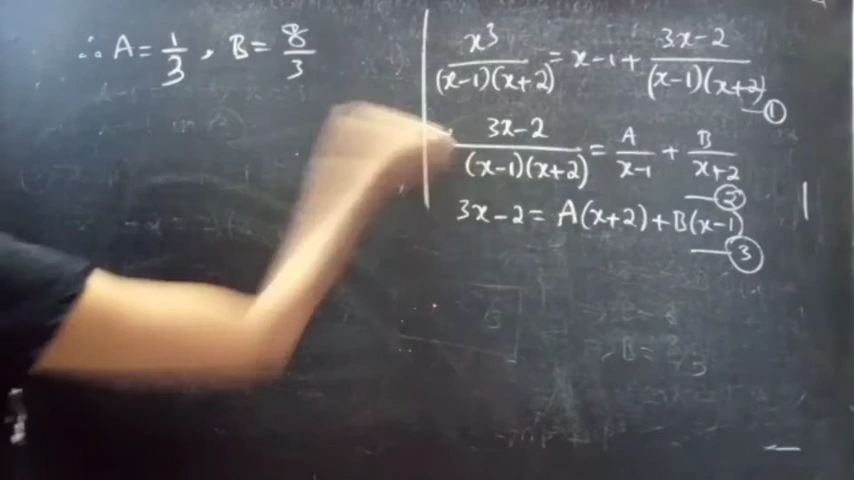 ∴ A = 1/3 , B = 8/3
x³/((x-1)(x+2)) = x-1 + (3x-2)/((x-1)(x+2))
— ①
(3x-2)/((x-1)(x+2)) = A/(x-1) + B/(x+2)
— ②
3x-2 = A(x+2) + B(x-1)
— ③